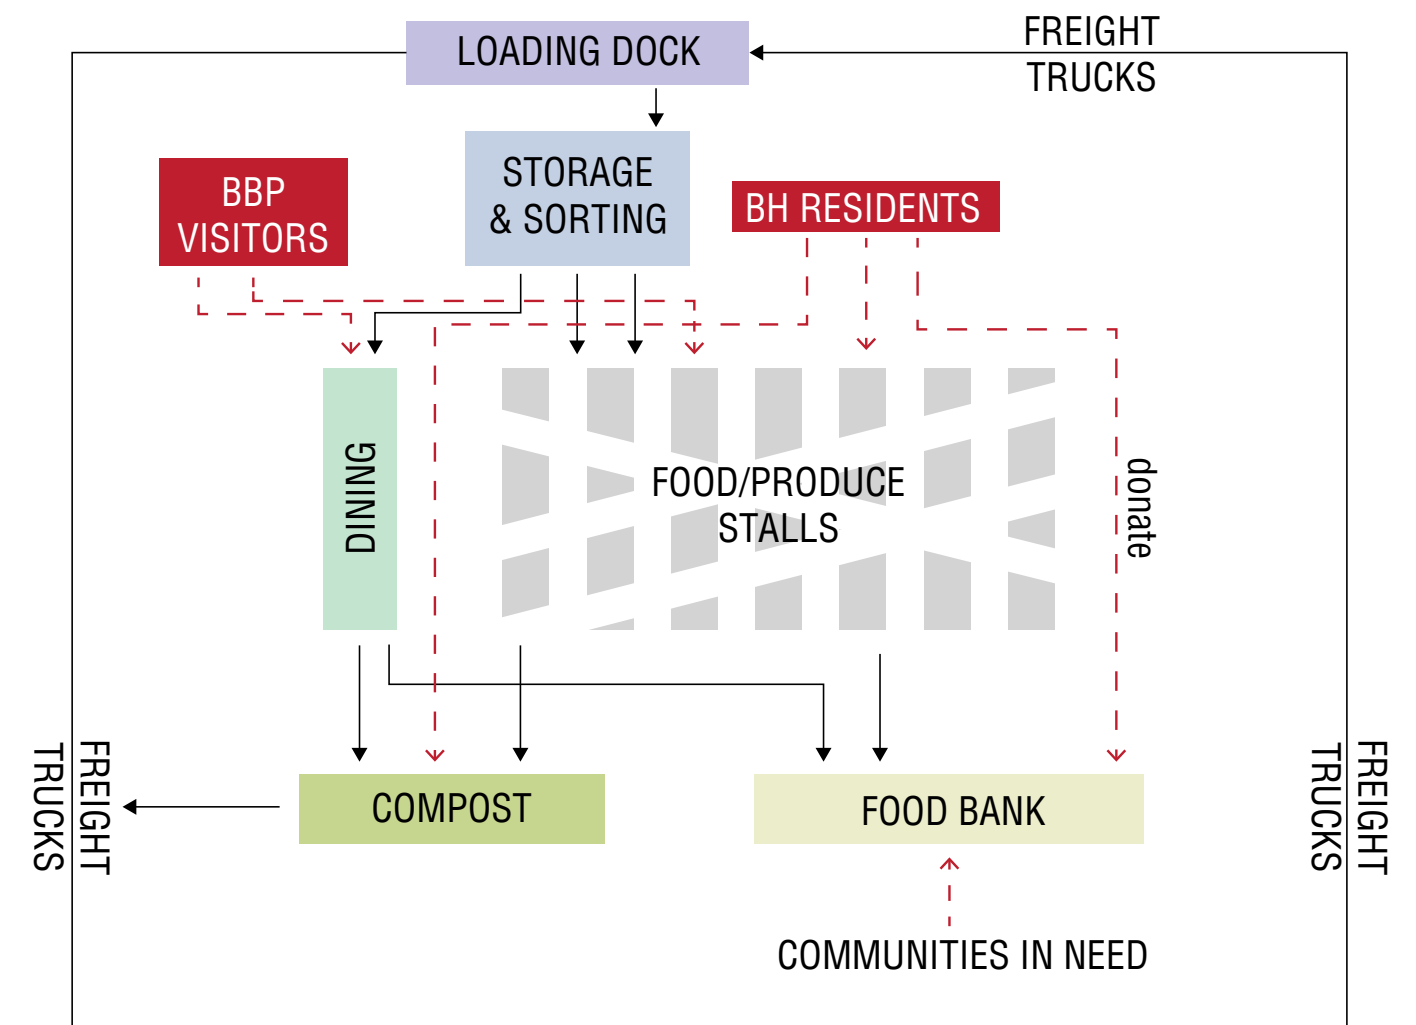 LOADING DOCK
FREIGHT
TRUCKS
STORAGE
& SORTING
BBP
VISITORS
BH RESIDENTS
DINING
FOOD/PRODUCE
STALLS
donate
FREIGHT
TRUCKS
COMPOST
FOOD BANK
FREIGHT
TRUCKS
COMMUNITIES IN NEED